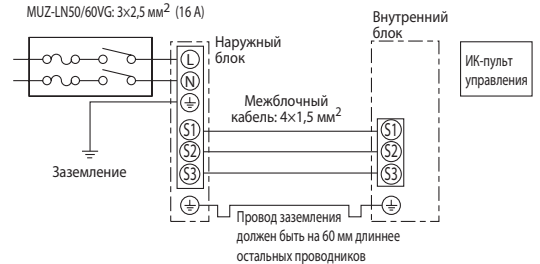 MUZ-LN50/60VG: 3×2,5 мм² (16 A)
Наружный
блок
Внутренний
блок
ИК-пульт
управления
L
N
Межблочный
кабель: 4×1,5 мм²
S1
S2
S3
S1
S2
S3
Заземление
Провод заземления
должен быть на 60 мм длиннее
остальных проводников